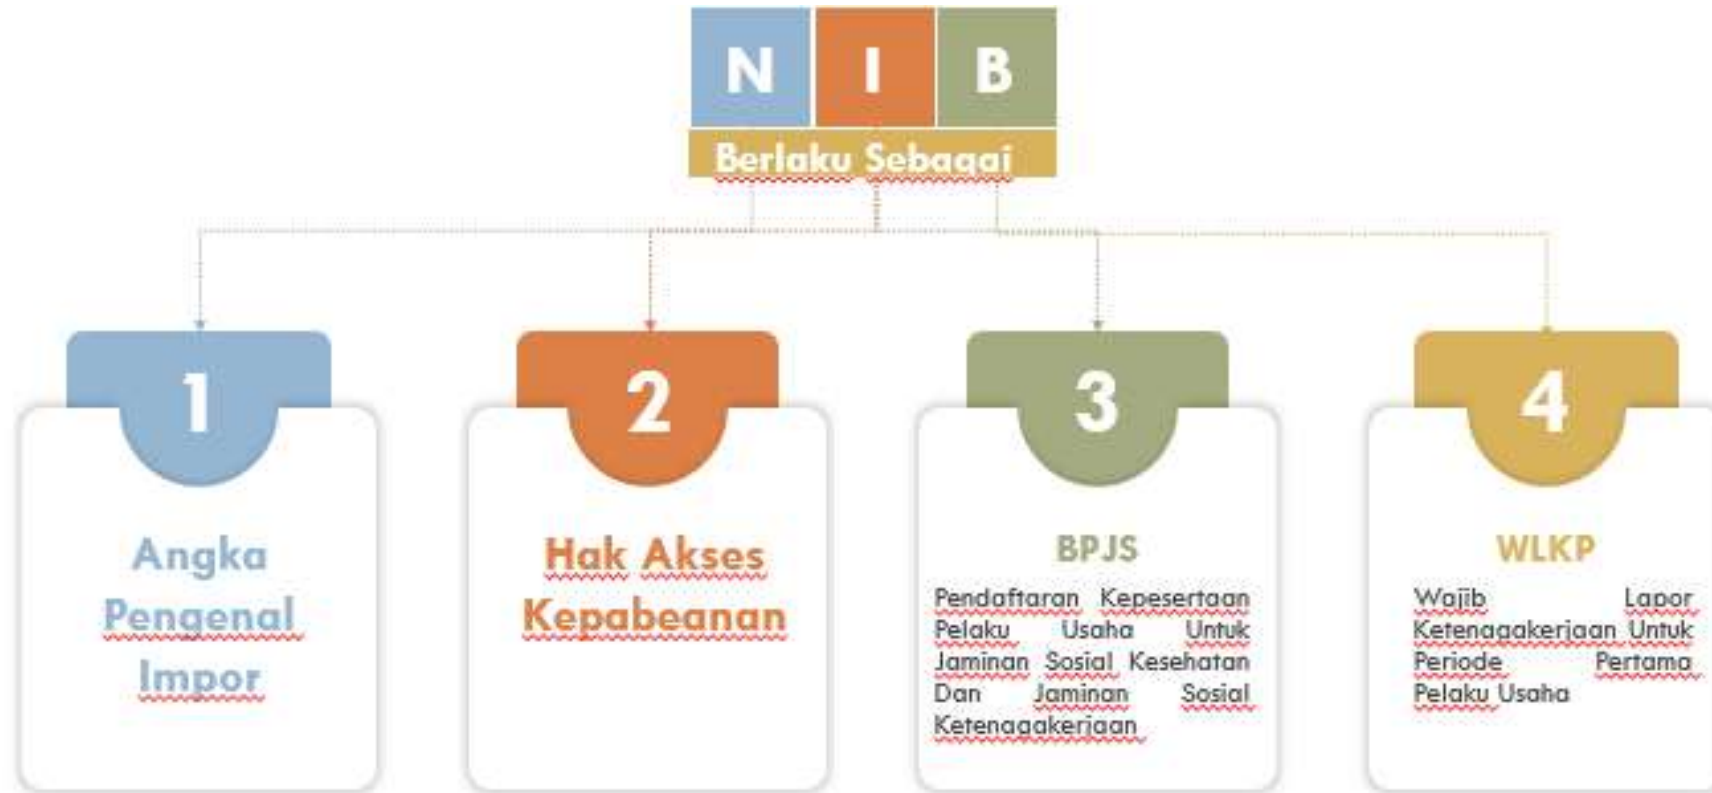 N I B
Berlaku Sebagai
1
Angka
Pengenal
Impor
2
Hak Akses
Kepabeanan
3
BPJS
Pendaftaran Kepesertaan
Pelaku Usaha Untuk
Jaminan Sosial Kesehatan
Dan Jaminan Sosial
Ketenagakerjaan
4
WLKP
Wajib Lapor
Ketenagakerjaan Untuk
Periode Pertama
Pelaku Usaha